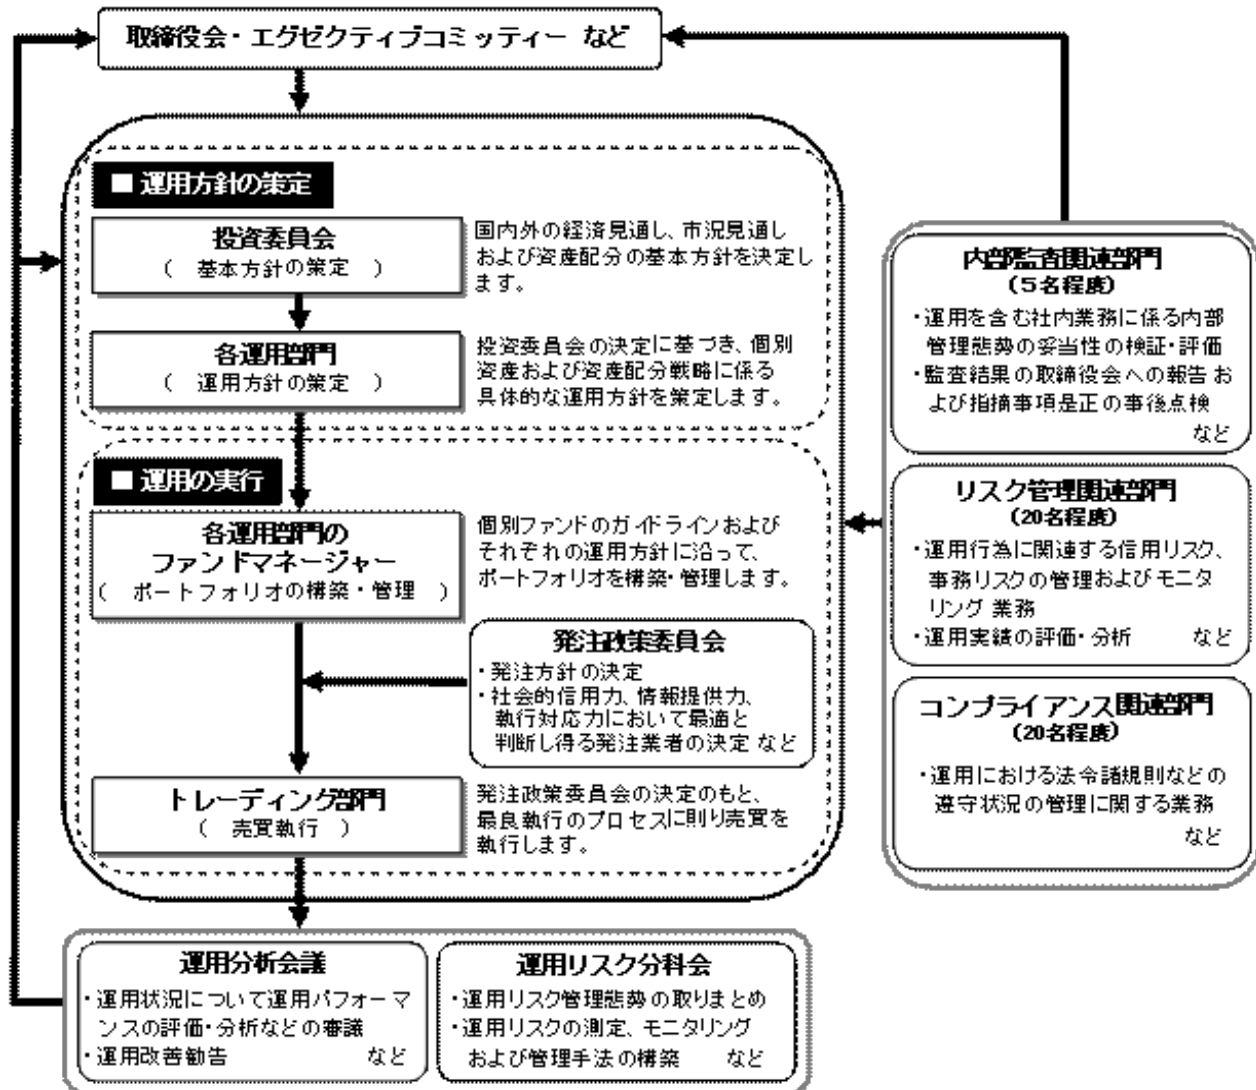 取締役会・エグゼクティブコミッティー など
■ 運用方針の策定
投資委員会
( 基本方針の策定 )
国内外の経済見通し、市況見通し
および資産配分の基本方針を決定し
ます。
各運用部門
( 運用方針の策定 )
投資委員会の決定に基づき、個別
資産および資産配分戦略に係る
具体的な運用方針を策定します。
■ 運用の実行
各運用部門の
ファンドマネージャー
( ポートフォリオの構築・管理 )
個別ファンドのガイドラインおよび
それぞれの運用方針に沿って、
ポートフォリオを構築・管理します。
発注政策委員会
・発注方針の決定
・社会的信用力、情報提供力、
執行対応力において最適と
判断し得る発注業者の決定 など
トレーディング部門
( 売買執行 )
発注政策委員会の決定のもと、
最良執行のプロセスに則り売買を
執行します。
内部監査関連部門
(5名程度)
・運用を含む社内業務に係る内部
管理態勢の妥当性の検証・評価
・監査結果の取締役会への報告お
よび指摘事項是正の事後点検
など
リスク管理関連部門
(20名程度)
・運用行為に関連する信用リスク、
事務リスクの管理およびモニタ
リング業務
・運用実績の評価・分析 など
コンプライアンス関連部門
(20名程度)
・運用における法令諸規則などの
遵守状況の管理に関する業務
など
運用分析会議
・運用状況について運用パフォーマ
ンスの評価・分析などの審議
・運用改善勧告 など
運用リスク分科会
・運用リスク管理態勢の取りまとめ
・運用リスクの測定、モニタリング
および管理手法の構築 など